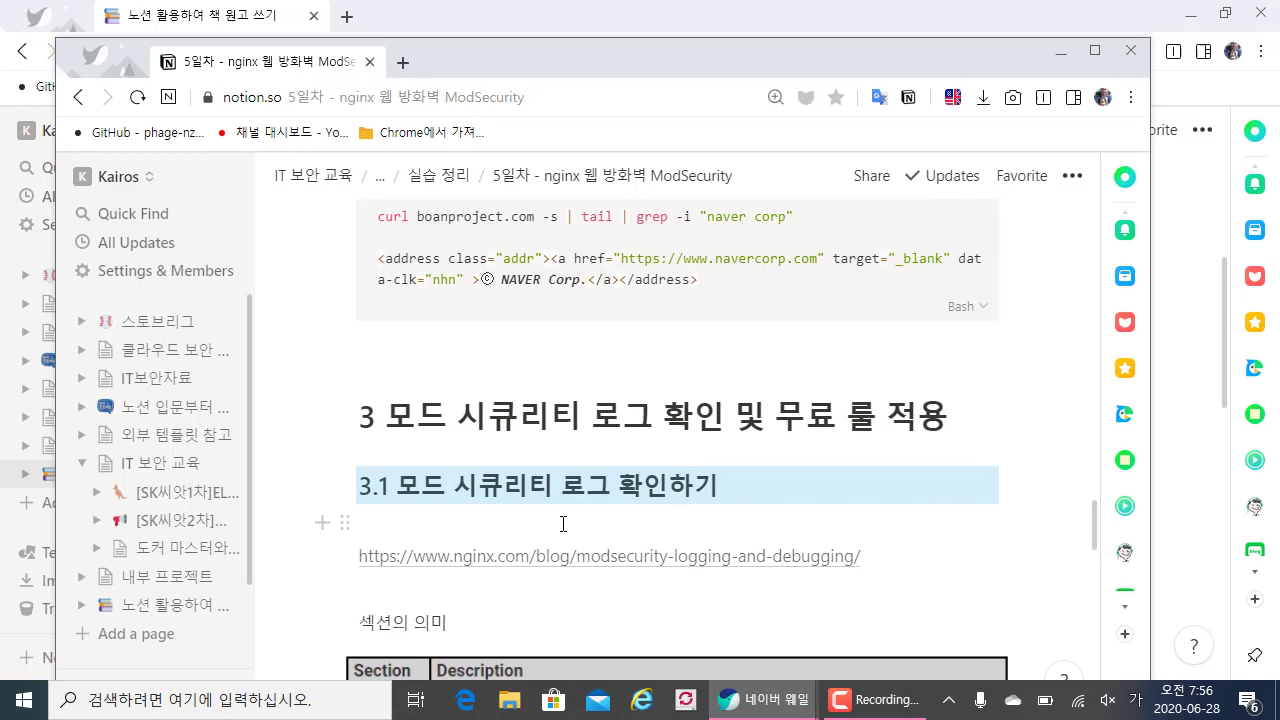 노션 활용하여 책 원고 쓰기
5일차 - nginx 웹 방화벽 ModSe
notion.so 5일차 - nginx 웹 방화벽 ModSecurity
GitHub - phage-nz...
채널 대시보드 - Yo...
Chrome에서 가져...
K Kairos
Quick Find
All Updates
Settings & Members
스토브리그
클라우드 보안 ...
IT보안자료
노션 입문부터 ...
외부 템플릿 참고
IT 보안 교육
[SK씨앗1차]EL...
[SK씨앗2차]...
도커 마스터와...
내부 프로젝트
노션 활용하여 ...
Add a page
IT 보안 교육 / ... / 실습 정리 / 5일차 - nginx 웹 방화벽 ModSecurity
Share
Updates
Favorite
curl boanproject.com -s | tail | grep -i "naver corp"
<address class="addr"><a href="https://www.navercorp.com" target="_blank" dat
a-clk="nhn" >ⓒ NAVER Corp.</a></address>
Bash
3 모드 시큐리티 로그 확인 및 무료 룰 적용
3.1 모드 시큐리티 로그 확인하기
https://www.nginx.com/blog/modsecurity-logging-and-debugging/
섹션의 의미
Section
Description
?
검색하려면 여기에 입력하십시오.
네이버 웨일
Recording...
가
오전 7:56
2020-06-28
6